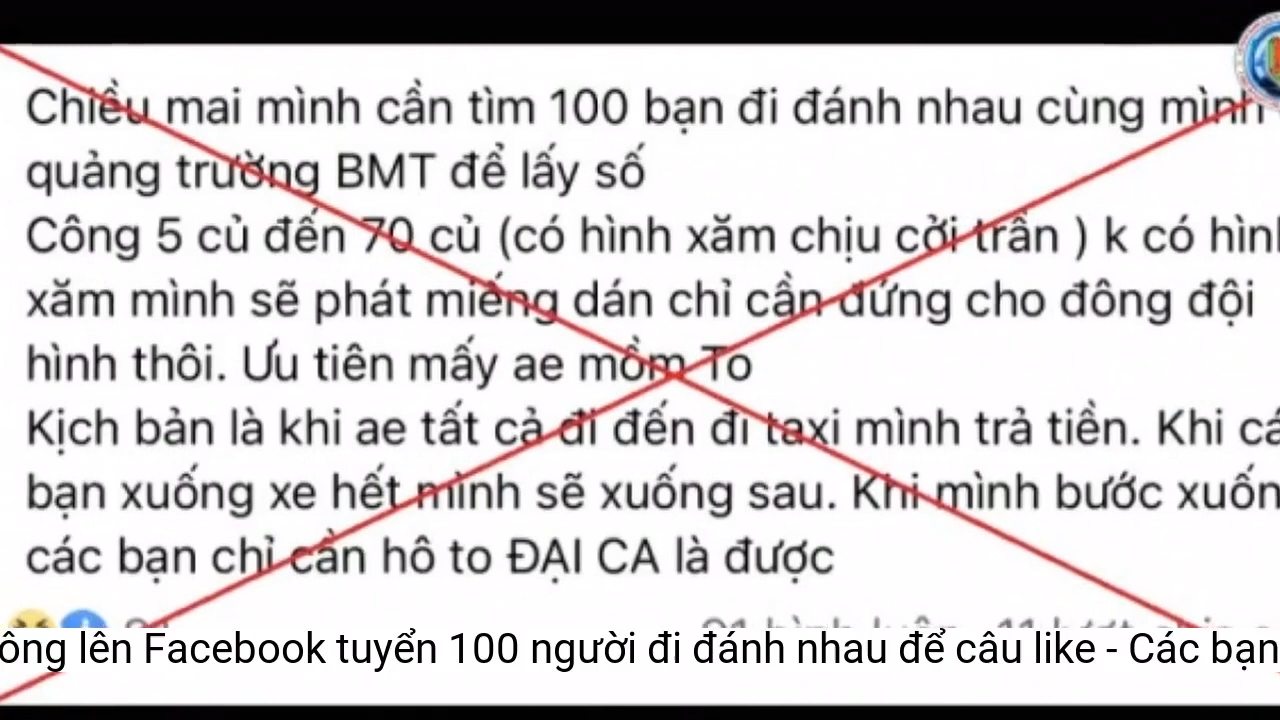 Chiều mai mình cần tìm 100 bạn đi đánh nhau cùng mình
quảng trường BMT để lấy số
Công 5 củ đến 70 củ (có hình xăm chịu cởi trần ) k có hình
xăm mình sẽ phát miếng dán chỉ cần đứng cho đông đội
hình thôi. Ưu tiên mấy ae mồm To
Kịch bản là khi ae tất cả đi đến đi taxi mình trả tiền. Khi
bạn xuống xe hết mình sẽ xuống sau. Khi mình bước
các bạn chỉ cần hô to ĐẠI CA là được
lên Facebook tuyển 100 người đi đánh nhau để câu like - Các bạn